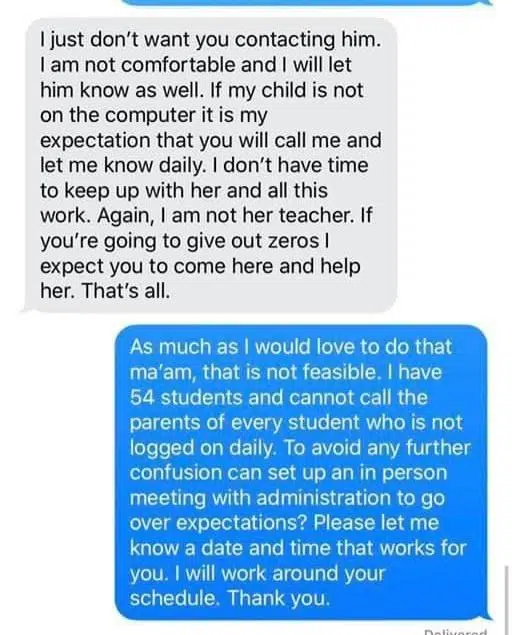 I just don't want you contacting him.
I am not comfortable and I will let
him know as well. If my child is not
on the computer it is my
expectation that you will call me and
let me know daily. I don't have time
to keep up with her and all this
work. Again, I am not her teacher. If
you're going to give out zeros I
expect you to come here and help
her. That's all.
As much as I would love to do that
ma'am, that is not feasible. I have
54 students and cannot call the
parents of every student who is not
logged on daily. To avoid any further
confusion can set up an in person
meeting with administration to go
over expectations? Please let me
know a date and time that works for
you. I will work around your
schedule. Thank you.
Delivered